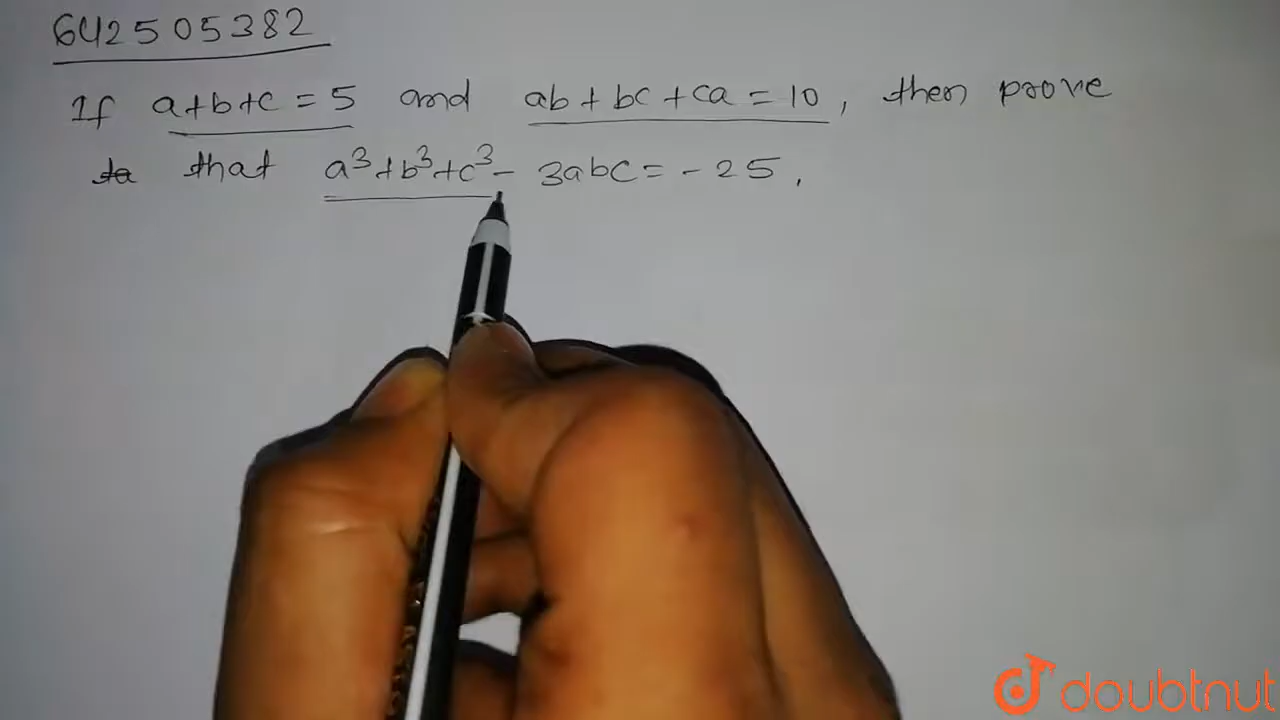 642505382
If a+b+c = 5 and ab+bc+ca = 10, then prove
that a³+b³+c³- 3abc = - 25.
doubtnut